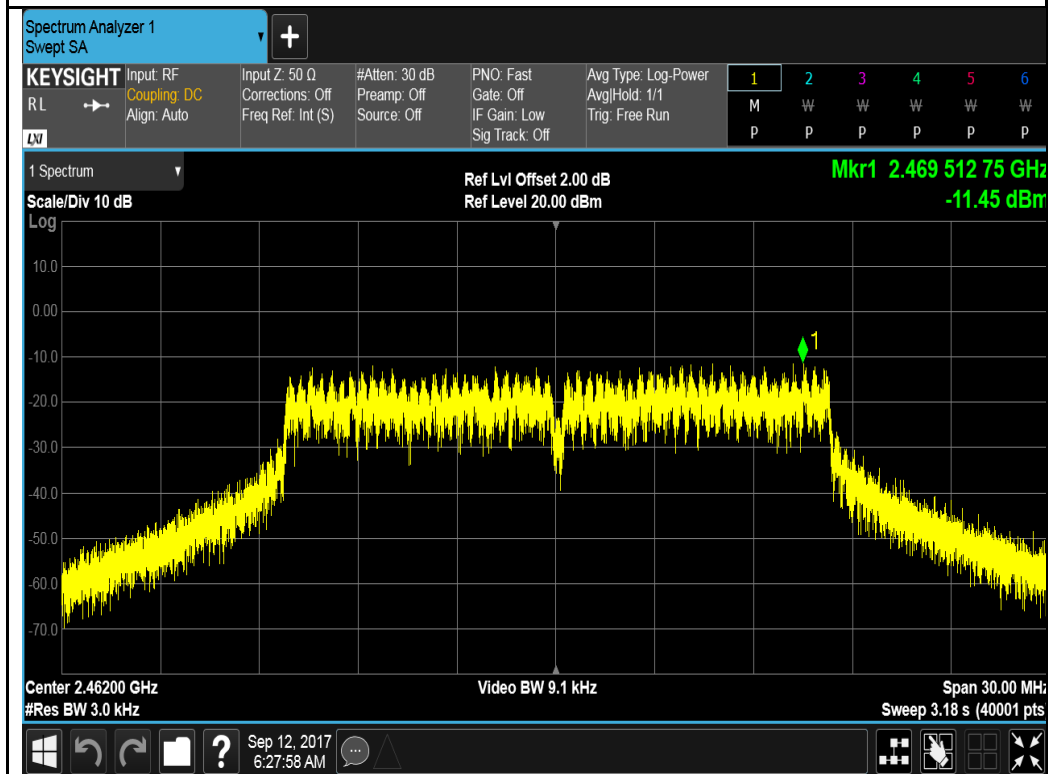 Spectrum Analyzer 1
Swept SA
KEYSIGHT
RL
LXI
Input: RF
Coupling: DC
Align: Auto
Input Z: 50 Ω
Corrections: Off
Freq Ref: Int (S)
#Atten: 30 dB
Preamp: Off
Source: Off
PNO: Fast
Gate: Off
IF Gain: Low
Sig Track: Off
Avg Type: Log-Power
Avg|Hold: 1/1
Trig: Free Run
1 2 3 4 5 6
M W W W W W
P P P P P P
1 Spectrum
Scale/Div 10 dB
Log
Ref Lvl Offset 2.00 dB
Ref Level 20.00 dBm
Mkr1 2.469 512 75 GHz
-11.45 dBm
10.0
0.00
-10.0
1
-20.0
-30.0
-40.0
-50.0
-60.0
-70.0
Center 2.46200 GHz
#Res BW 3.0 kHz
Video BW 9.1 kHz
Span 30.00 MHz
Sweep 3.18 s (40001 pts
?
Sep 12, 2017
6:27:58 AM